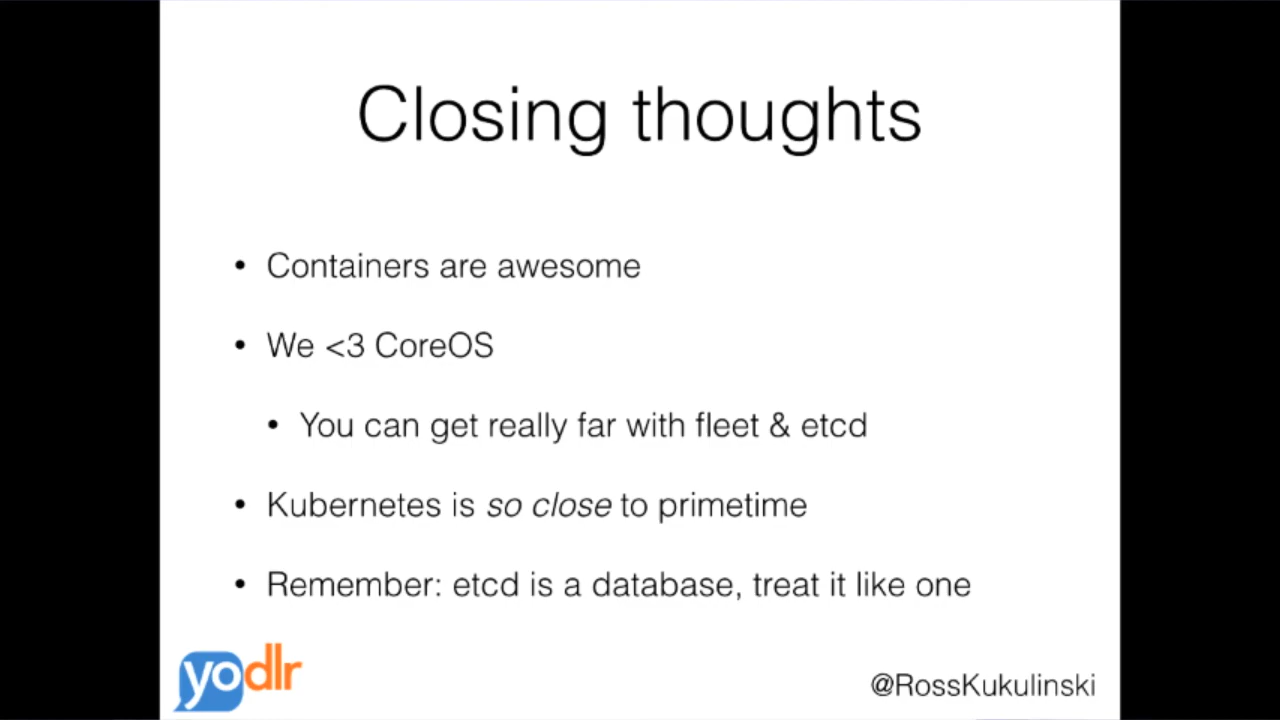 Closing thoughts
• Containers are awesome
• We <3 CoreOS
• You can get really far with fleet & etcd
• Kubernetes is so close to primetime
• Remember: etcd is a database, treat it like one
yodlr
@RossKukulinski